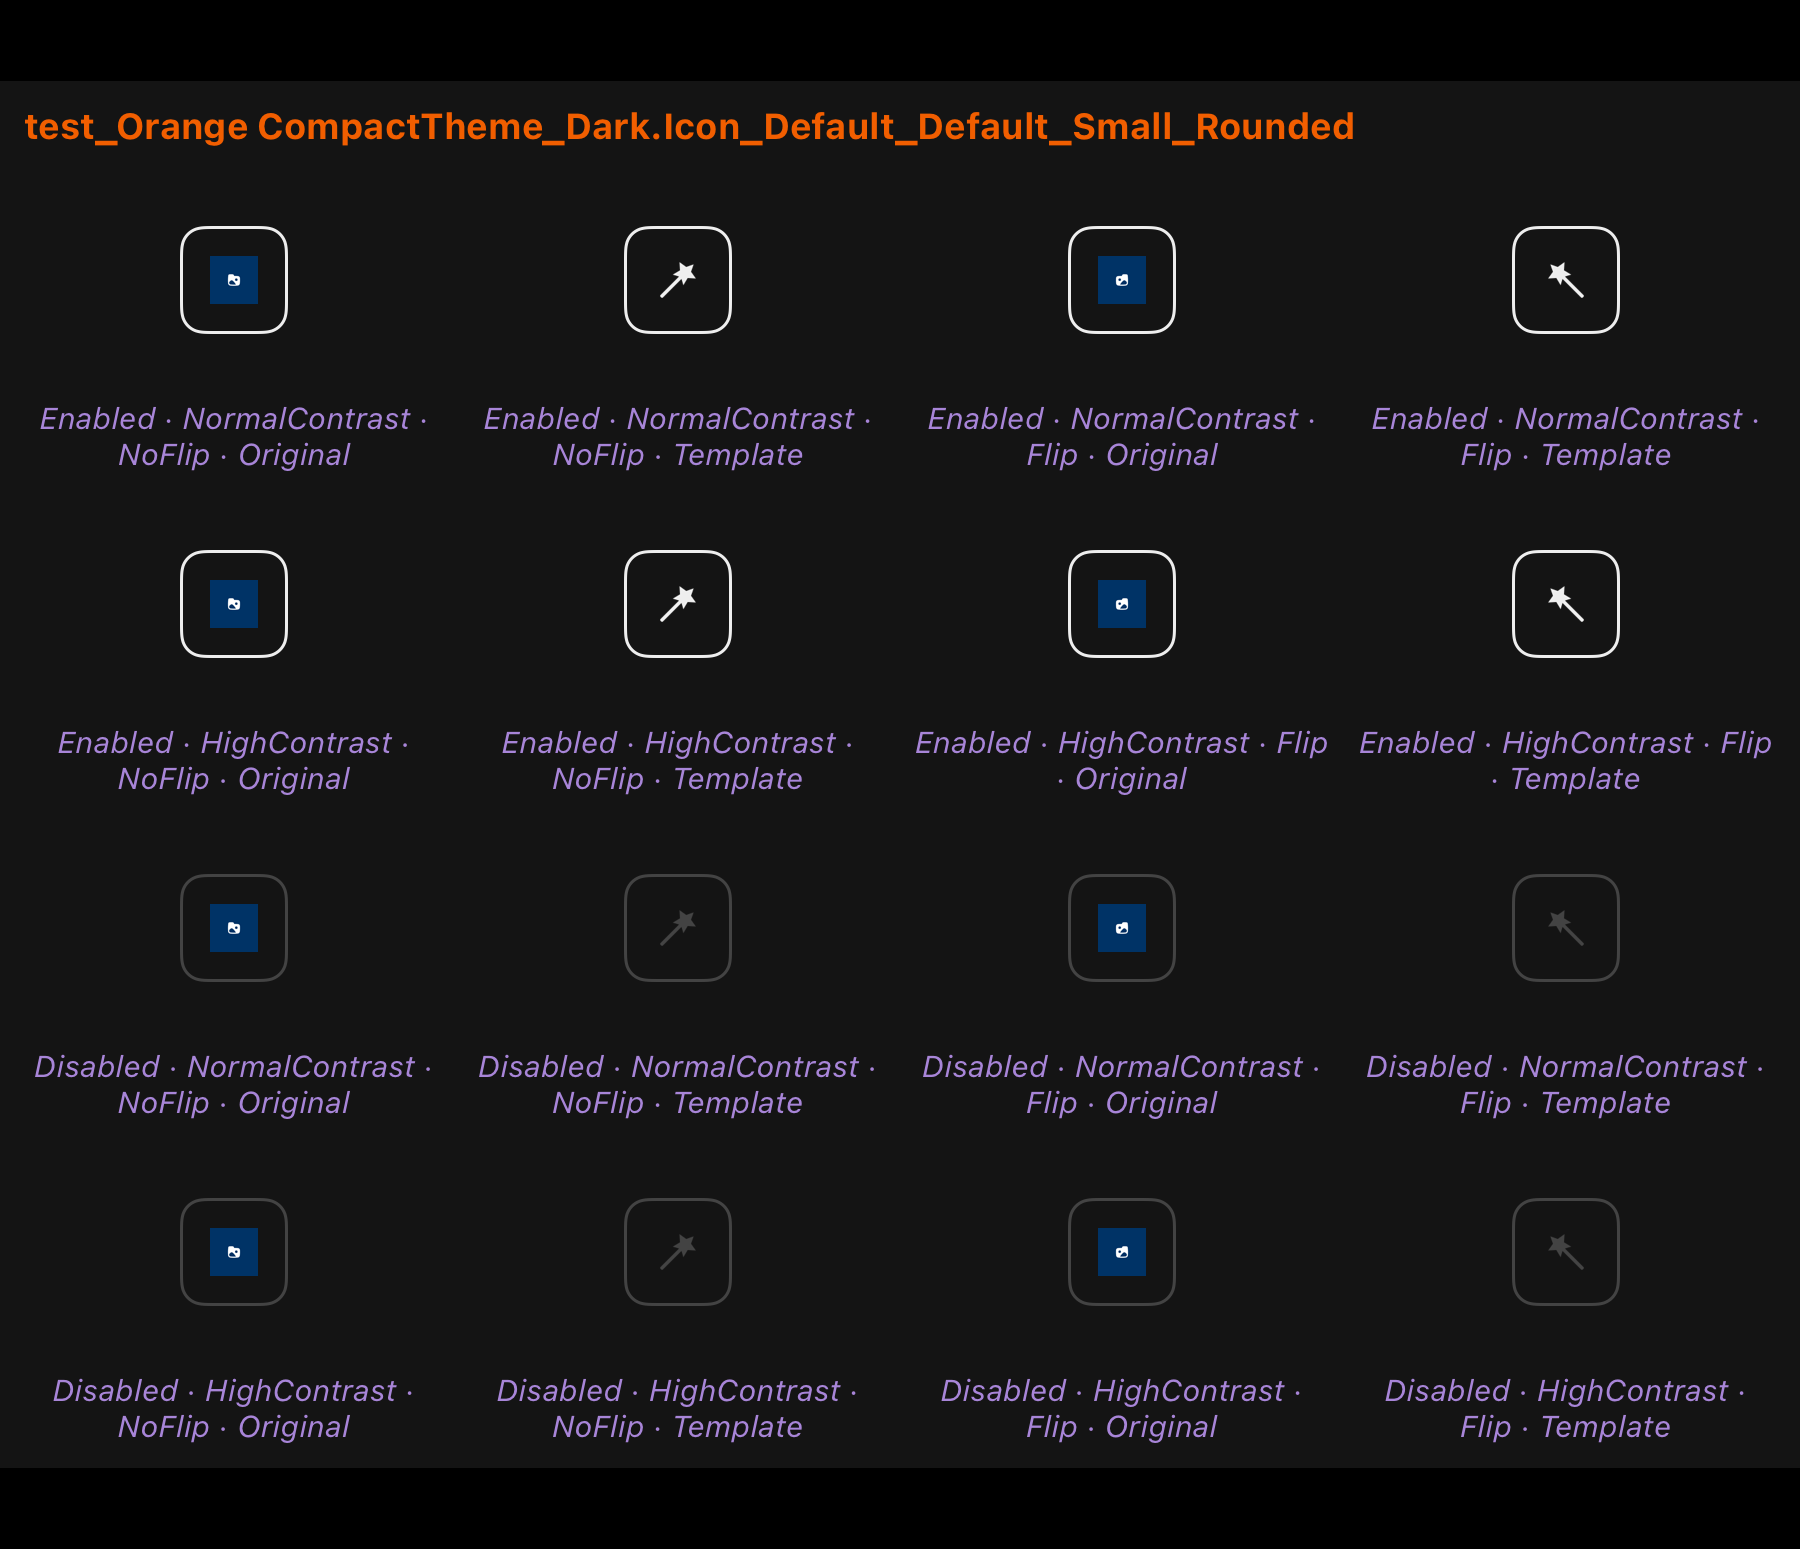 test_Orange CompactTheme_Dark.Icon_Default_Default_Small_Rounded
Enabled · NormalContrast ·
NoFlip · Original
Enabled · NormalContrast ·
NoFlip · Template
Enabled · NormalContrast ·
Flip · Original
Enabled · NormalContrast ·
Flip · Template
Enabled · HighContrast ·
NoFlip · Original
Enabled · HighContrast ·
NoFlip · Template
Enabled · HighContrast · Flip
· Original
Enabled · HighContrast · Flip
· Template
Disabled · NormalContrast ·
NoFlip · Original
Disabled · NormalContrast ·
NoFlip · Template
Disabled · NormalContrast ·
Flip · Original
Disabled · NormalContrast ·
Flip · Template
Disabled · HighContrast ·
NoFlip · Original
Disabled · HighContrast ·
NoFlip · Template
Disabled · HighContrast ·
Flip · Original
Disabled · HighContrast ·
Flip · Template